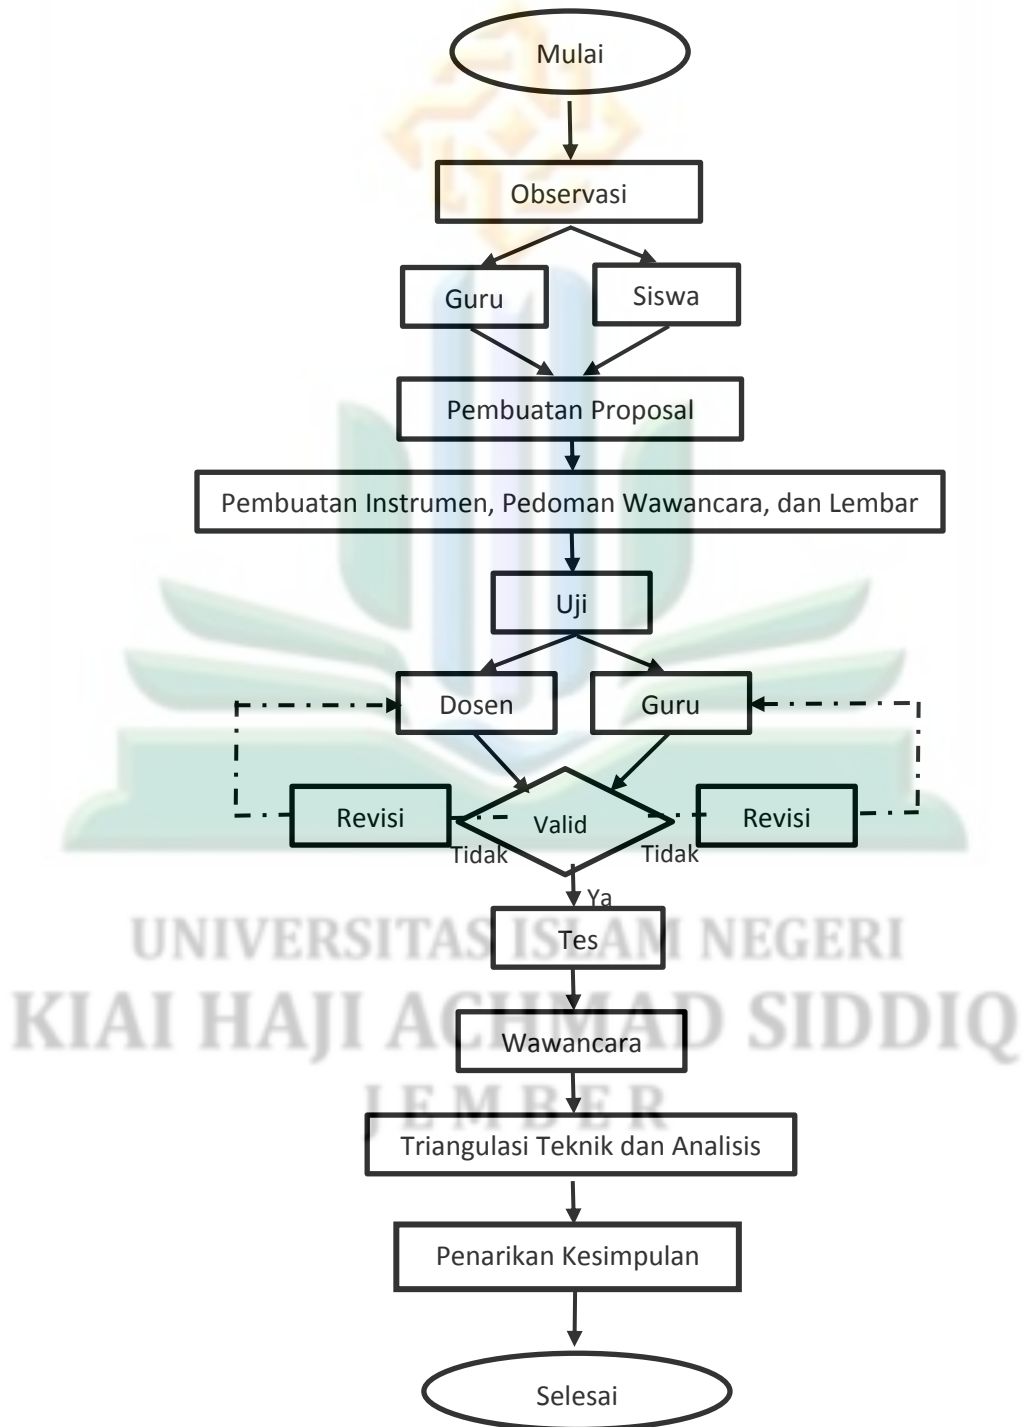 Mulai
Observasi
Guru
Siswa
Pembuatan Proposal
Pembuatan Instrumen, Pedoman Wawancara, dan Lembar
Uji
Dosen
Guru
Revisi
Valid
Revisi
Tidak
Tidak
Ya
UNIVERSITAS ISLAM NEGERI
Tes
KIAI HAJI ACHMAD SIDDIQ
Wawancara
JEMBER
Triangulasi Teknik dan Analisis
Penarikan Kesimpulan
Selesai